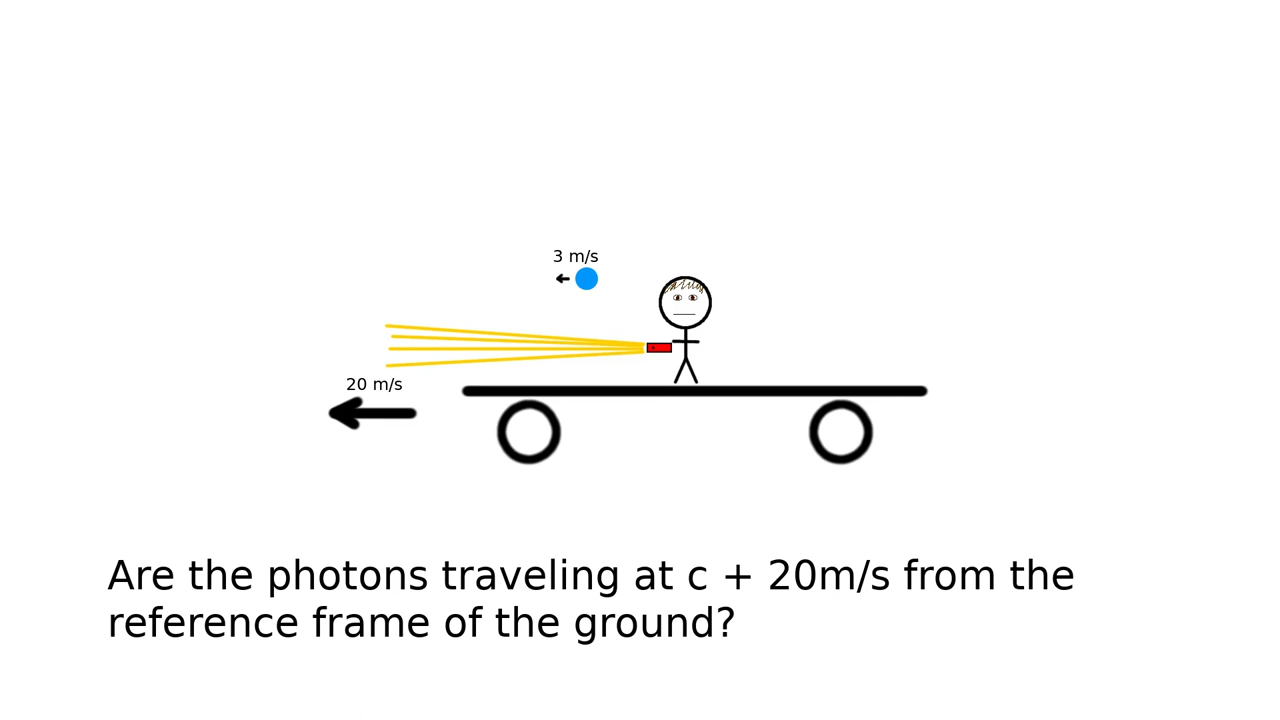 3 m/s
20 m/s
Are the photons traveling at c + 20m/s from the
reference frame of the ground?